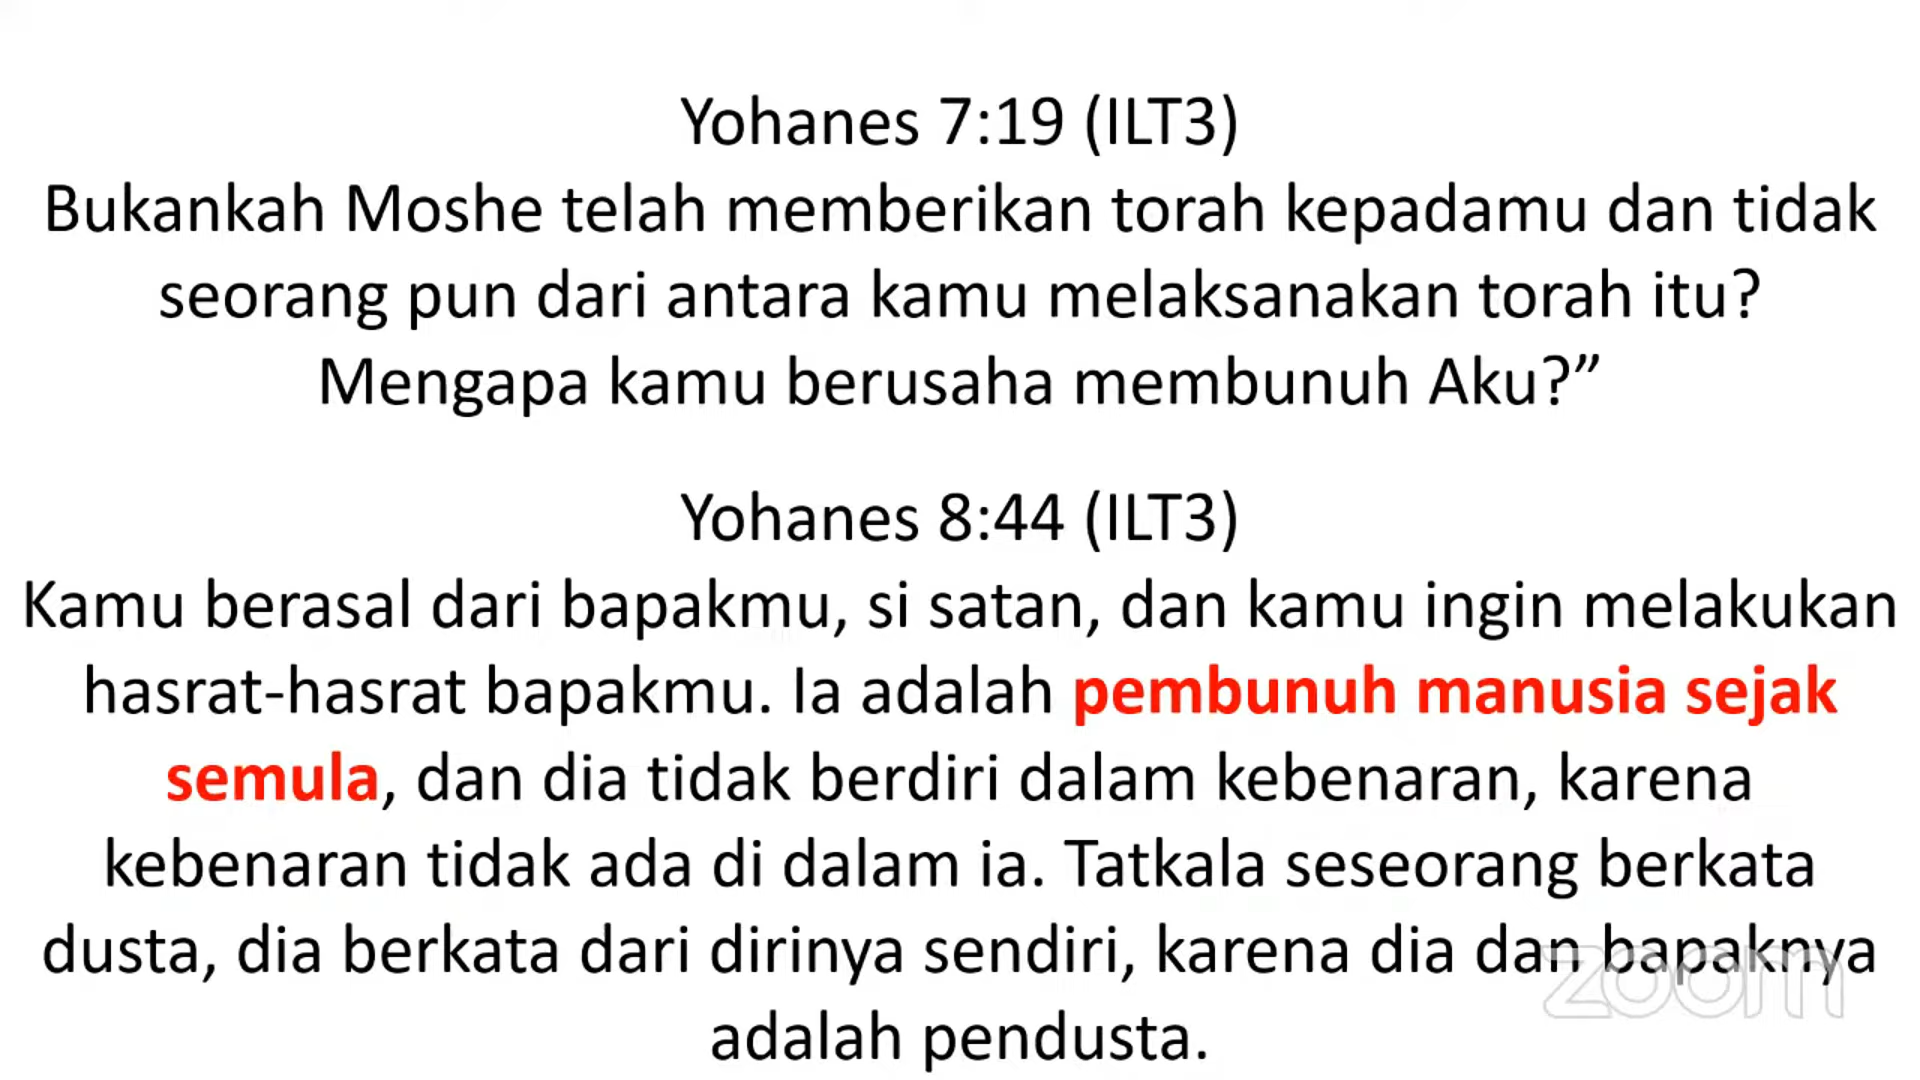 Yohanes 7:19 (ILT3)
Bukankah Moshe telah memberikan torah kepadamu dan tidak
seorang pun dari antara kamu melaksanakan torah itu?
Mengapa kamu berusaha membunuh Aku?”
Yohanes 8:44 (ILT3)
Kamu berasal dari bapakmu, si satan, dan kamu ingin melakukan
hasrat-hasrat bapakmu. Ia adalah pembunuh manusia sejak
semula, dan dia tidak berdiri dalam kebenaran, karena
kebenaran tidak ada di dalam ia. Tatkala seseorang berkata
dusta, dia berkata dari dirinya sendiri, karena dia dan bapaknya
adalah pendusta.
zoom